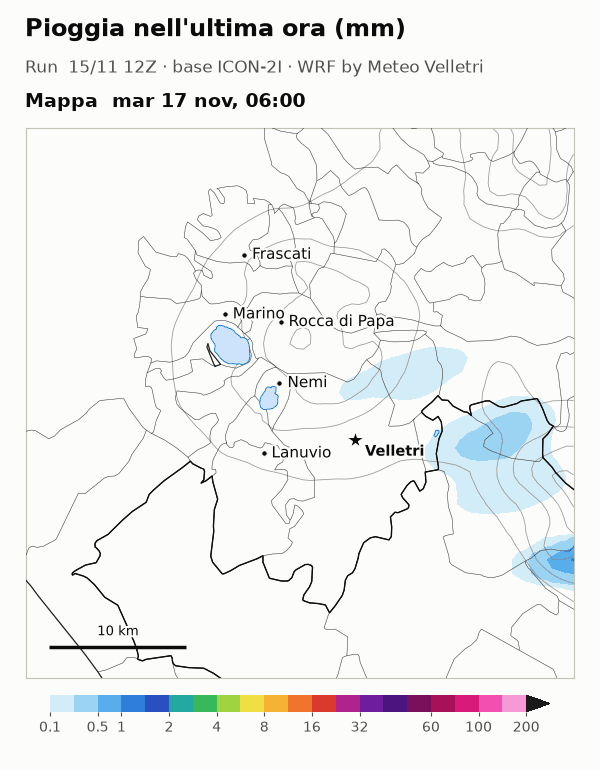 Pioggia nell'ultima ora (mm)
Run  15/11 12Z · base ICON-2I · WRF by Meteo Velletri
Mappa  mar 17 nov, 06:00
Frascati
Marino
Rocca di Papa
Nemi
Velletri
Lanuvio
10 km
0.1 0.5 1 2 4 8 16 32 60 100 200